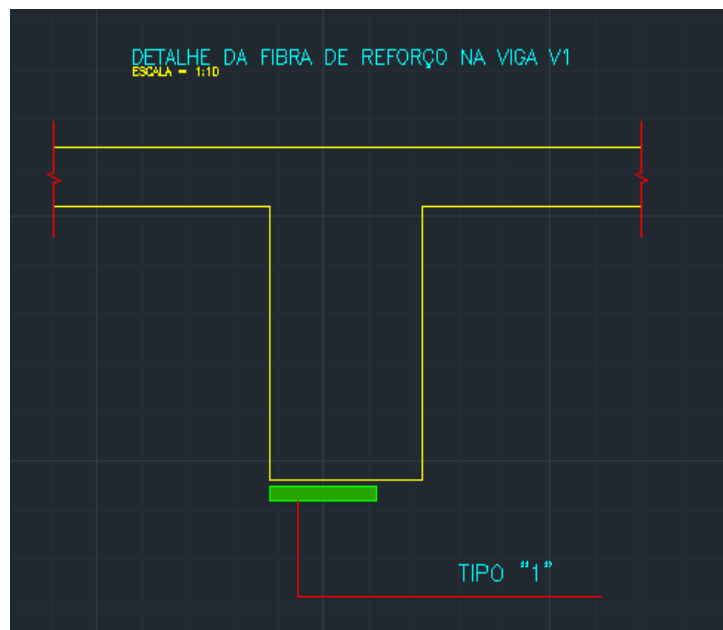 DETALHE DA FIBRA DE REFORÇO NA VIGA V1
ESCALA = 1:10
TIPO "1"